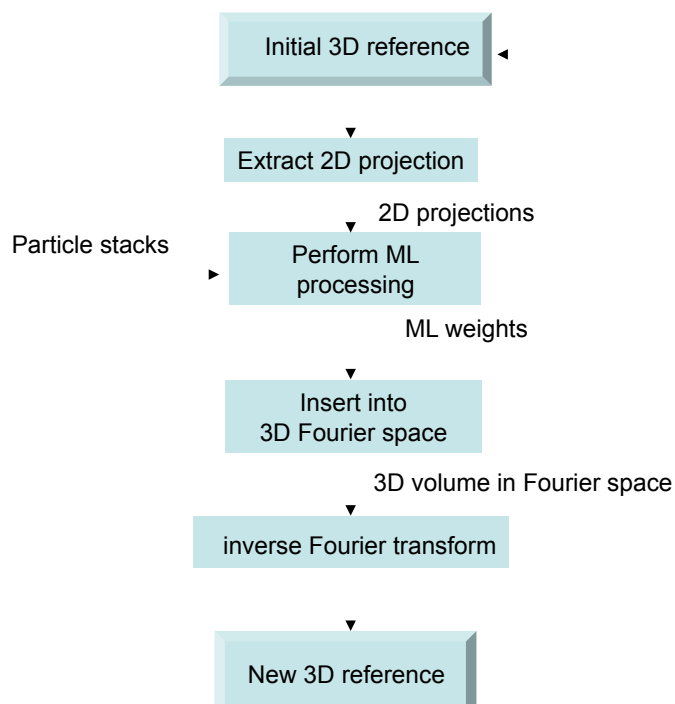 Initial 3D reference
Extract 2D projection
2D projections
Particle stacks
Perform ML
processing
ML weights
Insert into
3D Fourier space
3D volume in Fourier space
inverse Fourier transform
New 3D reference